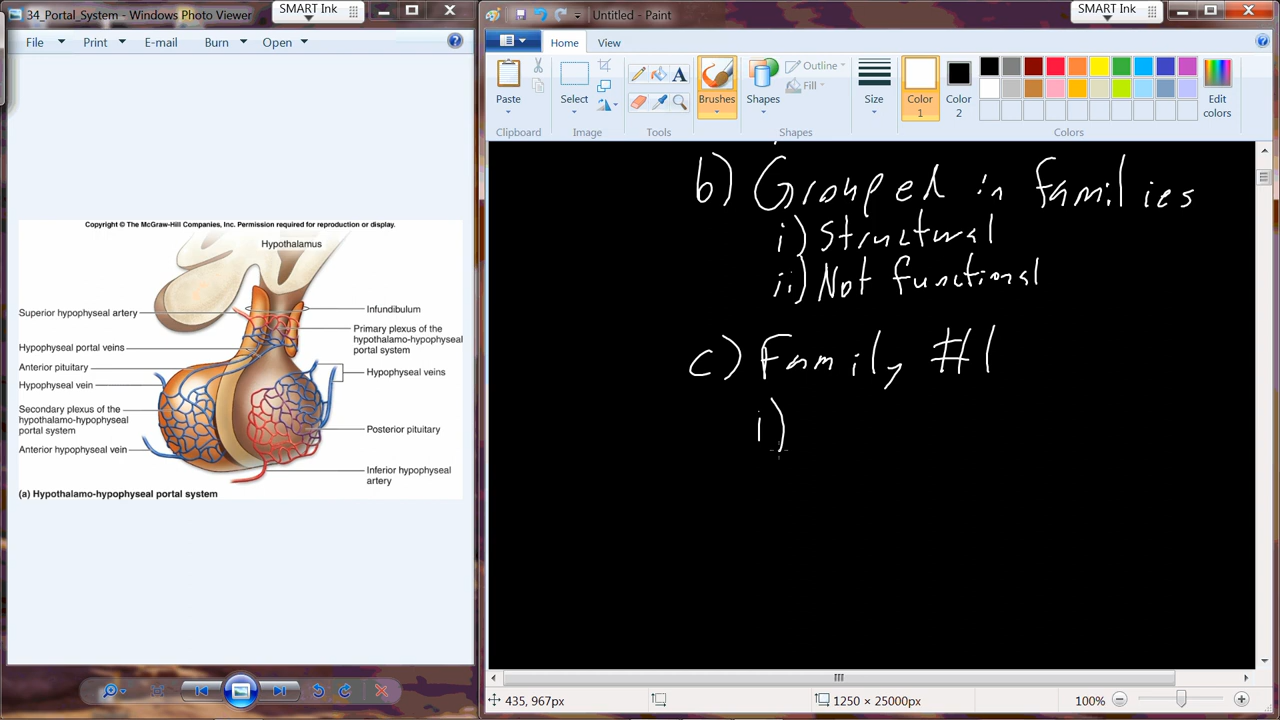 34_Portal_System - Windows Photo Viewer
SMART Ink
File Print E-mail Burn Open
Copyright © The McGraw-Hill Companies, Inc. Permission required for reproduction or display.
Hypothalamus
Superior hypophyseal artery
Hypophyseal portal veins
Anterior pituitary
Hypophyseal vein
Secondary plexus of the
hypothalamo-hypophyseal
portal system
Anterior hypophyseal vein
Infundibulum
Primary plexus of the
hypothalamo-hypophyseal
portal system
Hypophyseal veins
Posterior pituitary
Inferior hypophyseal
artery
(a) Hypothalamo-hypophyseal portal system
Untitled - Paint
SMART Ink
Home View
Paste
Clipboard
Select
Image
A
Tools
Brushes
Shapes
Outline
Fill
Shapes
Size
Color
1
Color
2
Edit
colors
Colors
b) Grouped in families
i) Structural
ii) Not functional
c) Family #1
i)
435, 967px
1250 × 25000px
100%